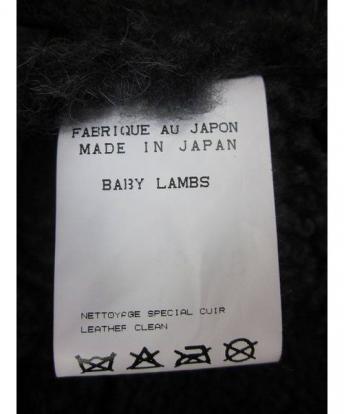 FABRIQUE AU JAPON
MADE IN JAPAN
BABY LAMBS
NETTOYAGE SPECIAL CUIR
LEATHER CLEAN